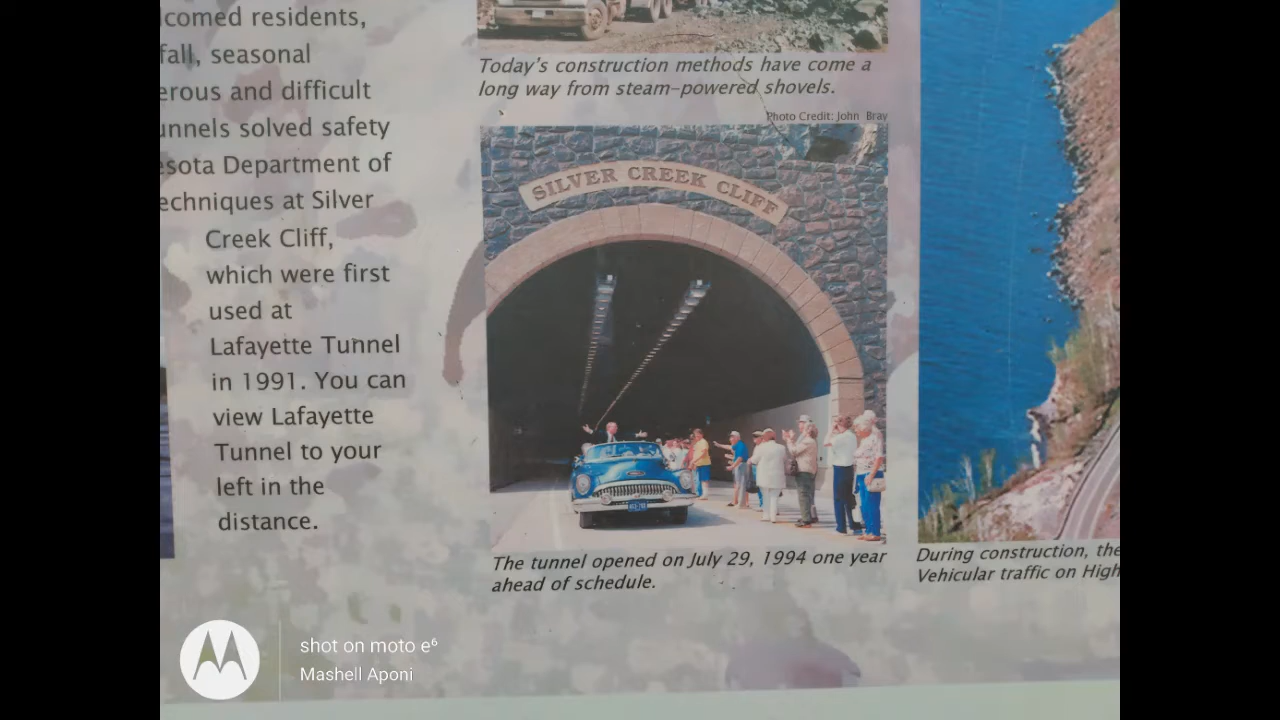 comed residents,
fall, seasonal
erous and difficult
unnels solved safety
esota Department of
echniques at Silver
Creek Cliff,
which were first
used at
Lafayette Tunnel
in 1991. You can
view Lafayette
Tunnel to your
left in the
distance.
Today's construction methods have come a
long way from steam-powered shovels.
Photo Credit: John Bray
SILVER CREEK CLIFF
The tunnel opened on July 29, 1994 one year
ahead of schedule.
During construction, the
Vehicular traffic on High
shot on moto e⁶
Mashell Aponi